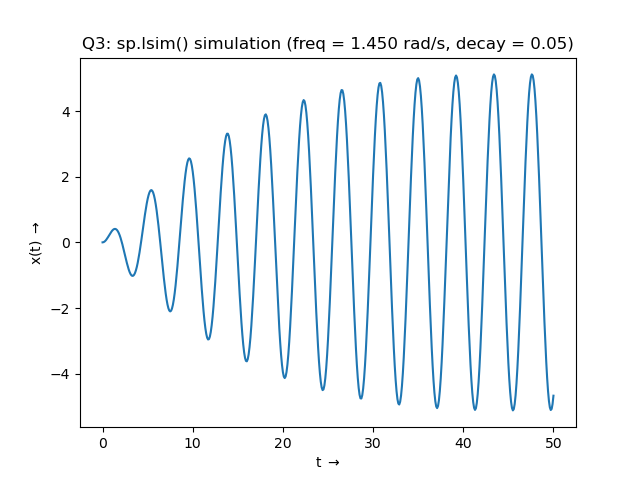 Q3: sp.lsim() simulation (freq = 1.450 rad/s, decay = 0.05)
4
2
0
−2
−4
x(t) →
0 10 20 30 40 50
t →